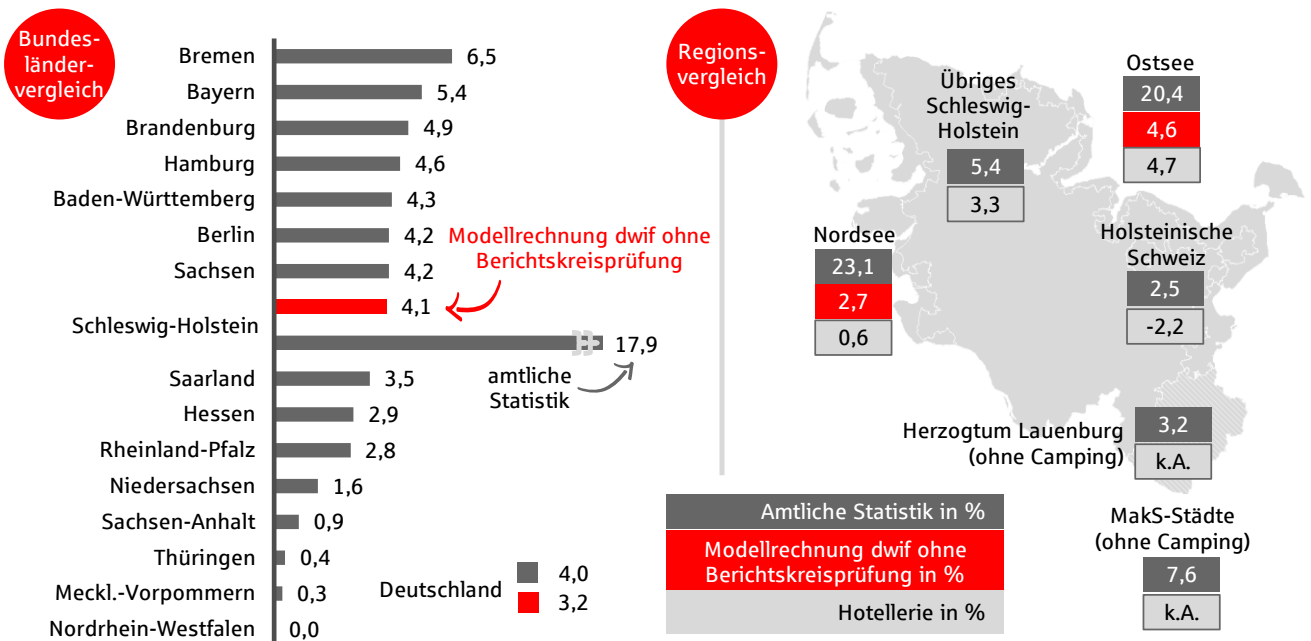 Bundes-
länder-
vergleich
Bremen 6,5
Bayern 5,4
Brandenburg 4,9
Hamburg 4,6
Baden-Württemberg 4,3
Berlin 4,2
Sachsen 4,2
Modellrechnung dwif ohne
Berichtskreisprüfung
4,1
Schleswig-Holstein
17,9
amtliche
Statistik
Saarland 3,5
Hessen 2,9
Rheinland-Pfalz 2,8
Niedersachsen 1,6
Sachsen-Anhalt 0,9
Thüringen 0,4
Meckl.-Vorpommern 0,3
Nordrhein-Westfalen 0,0
Deutschland
4,0
3,2
Regions-
vergleich
Übriges
Schleswig-
Holstein
5,4
3,3
Ostsee
20,4
4,6
4,7
Nordsee
23,1
2,7
0,6
Holsteinische
Schweiz
2,5
-2,2
Herzogtum Lauenburg
(ohne Camping)
3,2
k.A.
MakS-Städte
(ohne Camping)
7,6
k.A.
Amtliche Statistik in %
Modellrechnung dwif ohne
Berichtskreisprüfung in %
Hotellerie in %